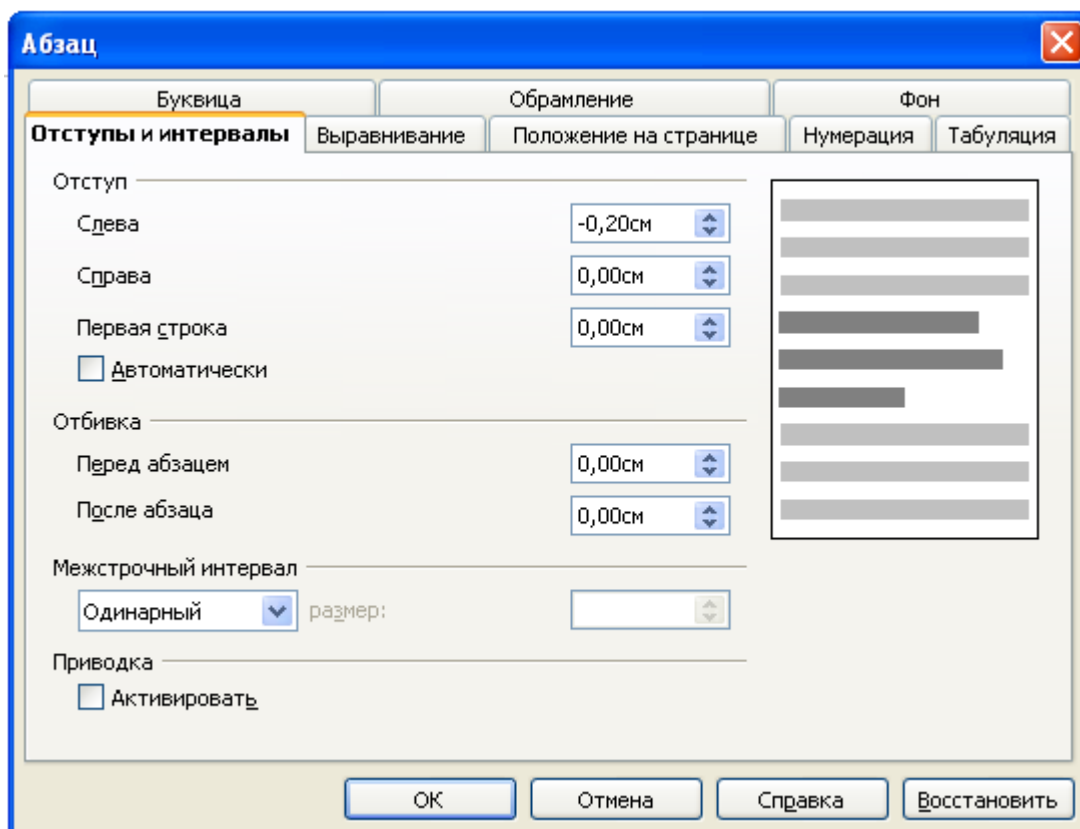 Абзац
Буквица Обрамление Фон
Отступы и интервалы Выравнивание Положение на странице Нумерация Табуляция
Отступ
Слева -0,20см
Справа 0,00см
Первая строка 0,00см
Автоматически
Отбивка
Перед абзацем 0,00см
После абзаца 0,00см
Межстрочный интервал
Одинарный размер:
Приводка
Активировать
ОК Отмена Справка Восстановить